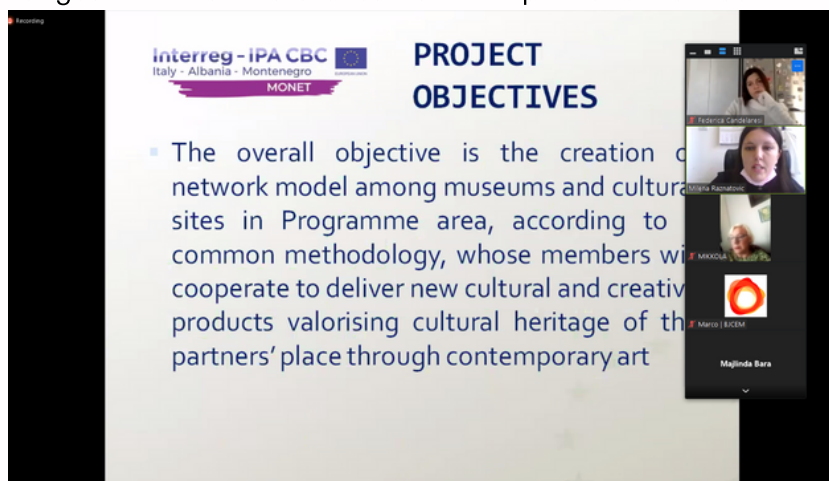 Recording
Interreg - IPA CBC
Italy - Albania - Montenegro
EUROPEAN UNION
MONET
PROJECT
OBJECTIVES
The overall objective is the creation
network model among museums and cultura
sites in Programme area, according to
common methodology, whose members wi
cooperate to deliver new cultural and creativ
products valorising cultural heritage of th
partners' place through contemporary art
Federica Candelaresi
Milena Raznatovic
MKKOLA
Marco | BJCEM
Majlinda Bara